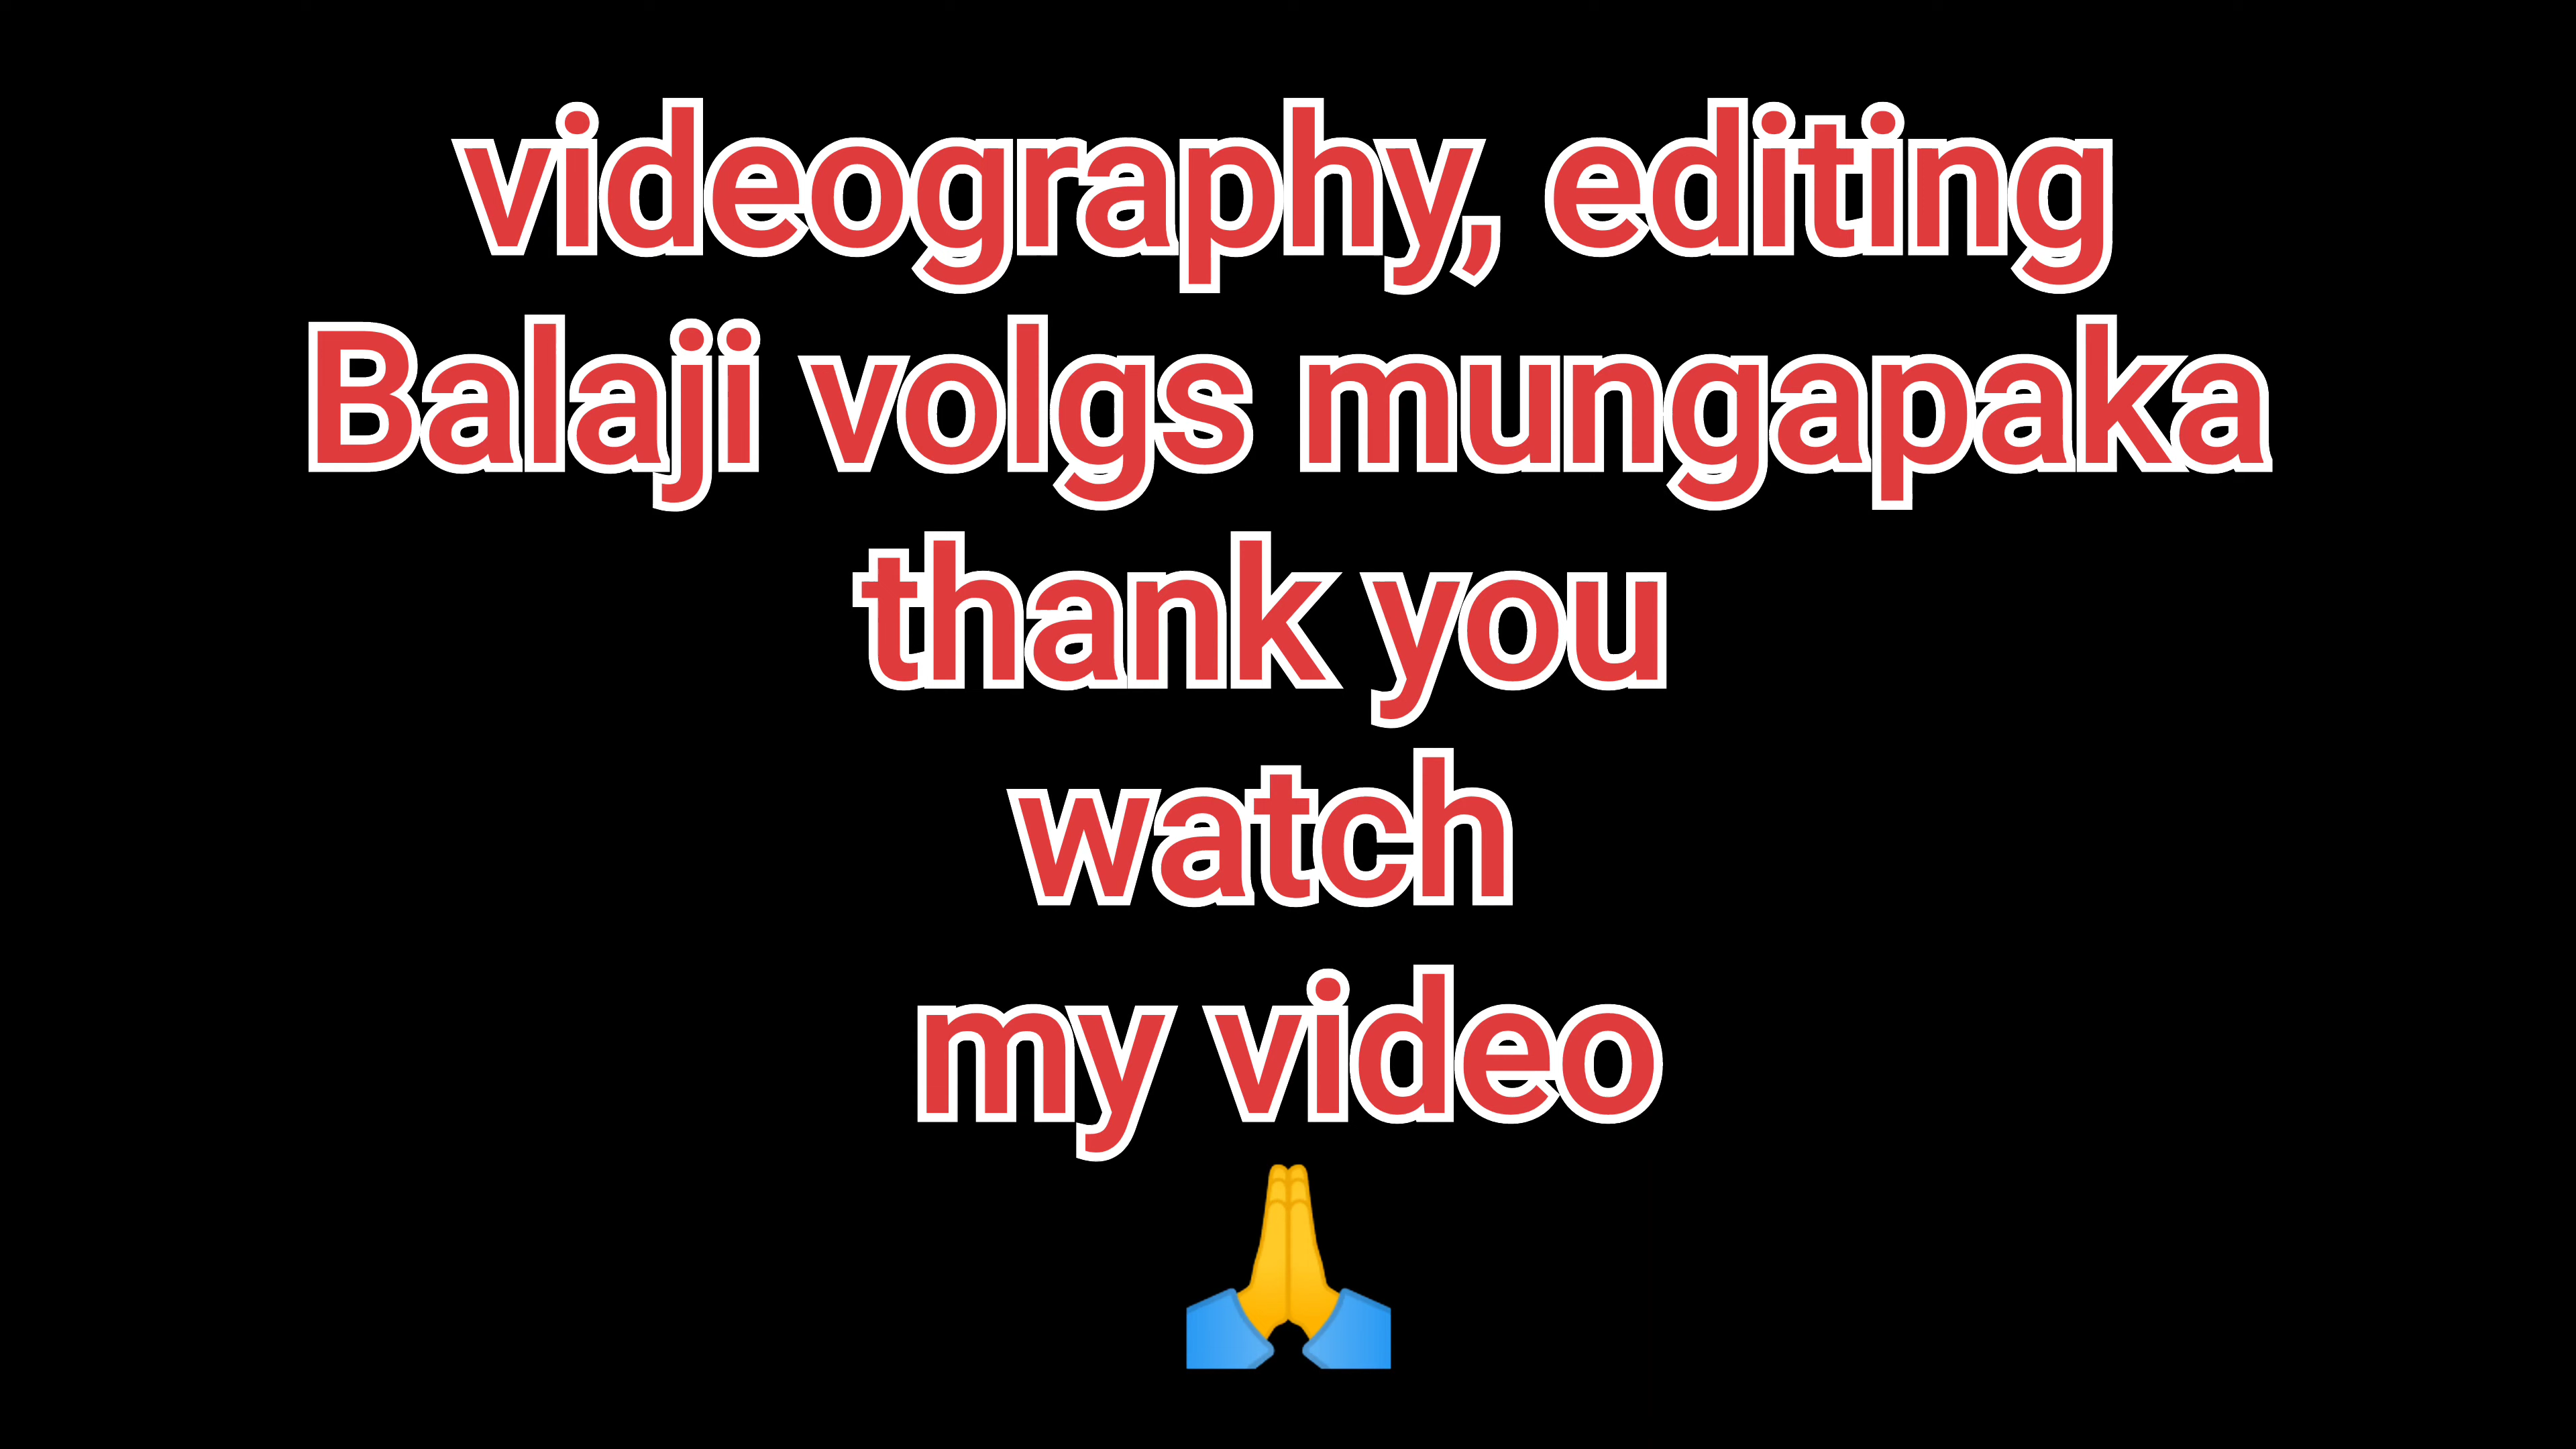 videography, editing
Balaji volgs mungapaka
thank you
watch
my video
🙏